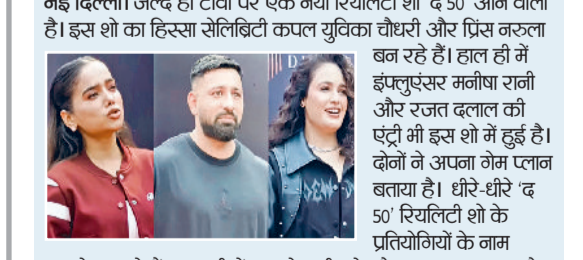 नई दिल्ली। जल्द ही टीवी पर एक नया रियलिटी शो 'द 50' आने वाला
है। इस शो का हिस्सा सेलिब्रिटी कपल युविका चौधरी और प्रिंस नरुला
बन रहे हैं। हाल ही में
इंफ्लुएंसर मनीषा रानी
और रजत दलाल की
एंट्री भी इस शो में हुई है।
दोनों ने अपना गेम प्लान
बताया है। धीरे-धीरे 'द
50' रियलिटी शो के
प्रतियोगियों के नाम